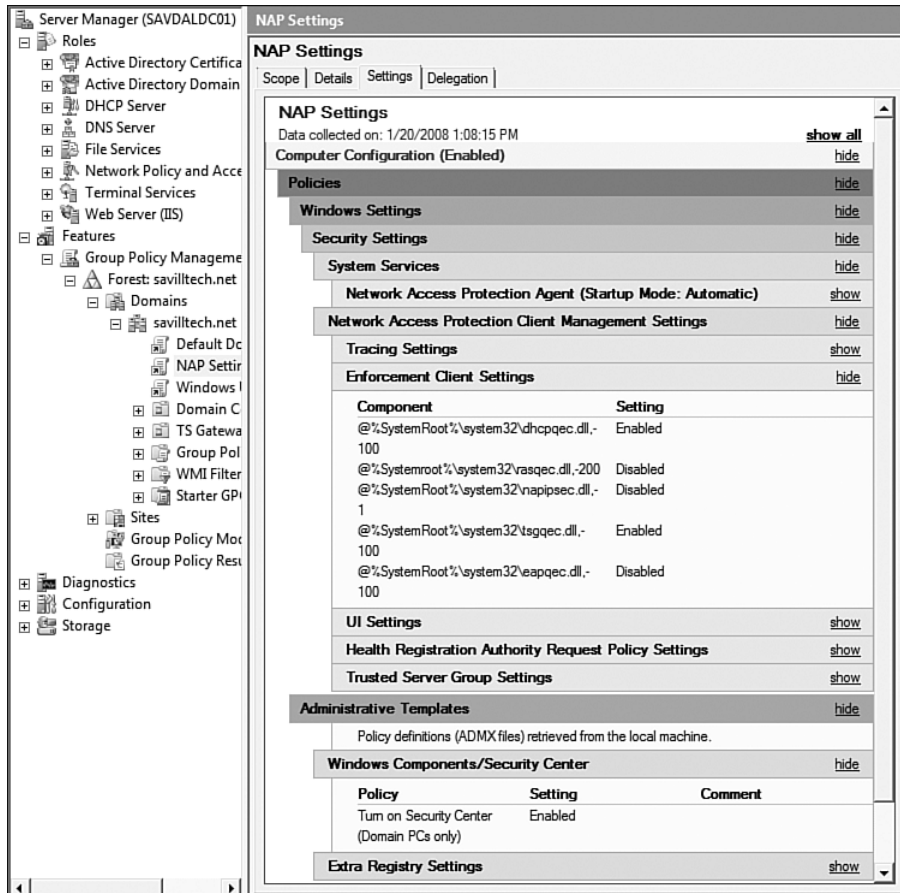 Server Manager (SAVDALDC01)
Roles
Active Directory Certifica
Active Directory Domain
DHCP Server
DNS Server
File Services
Network Policy and Acce
Terminal Services
Web Server (IIS)
Features
Group Policy Manageme
Forest: savilltech.net
Domains
savilltech.net
Default Do
NAP Settin
Windows U
Domain C
TS Gatewa
Group Pol
WMI Filter
Starter GPO
Sites
Group Policy Moc
Group Policy Resu
Diagnostics
Configuration
Storage
NAP Settings
NAP Settings
Scope Details Settings Delegation
NAP Settings
Data collected on: 1/20/2008 1:08:15 PM show all
Computer Configuration (Enabled) hide
Policies hide
Windows Settings hide
Security Settings hide
System Services hide
Network Access Protection Agent (Startup Mode: Automatic) show
Network Access Protection Client Management Settings hide
Tracing Settings show
Enforcement Client Settings hide
Component Setting
@%SystemRoot%\system32\dhcpqec.dll,- Enabled
100
@%Systemroot%\system32\rasqec.dll,-200 Disabled
@%SystemRoot%\system32\napipsec.dll,- Disabled
1
@%SystemRoot%\system32\tsgqec.dll,- Enabled
100
@%SystemRoot%\system32\eapqec.dll,- Disabled
100
UI Settings show
Health Registration Authority Request Policy Settings show
Trusted Server Group Settings show
Administrative Templates hide
Policy definitions (ADMX files) retrieved from the local machine.
Windows Components/Security Center hide
Policy Setting Comment
Turn on Security Center Enabled
(Domain PCs only)
Extra Registry Settings show